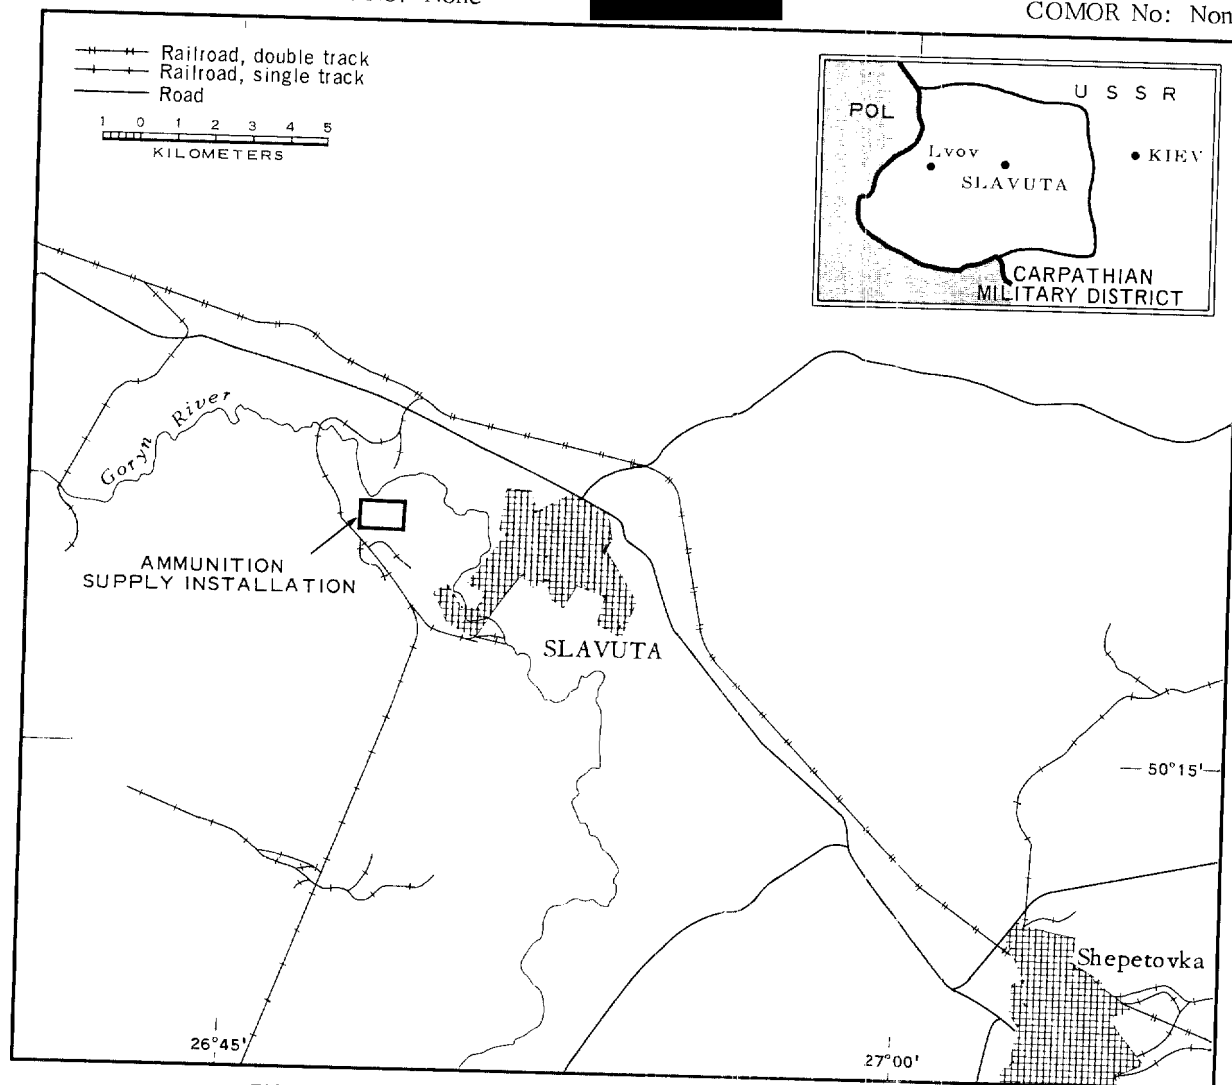 None
COMOR No: Non
Railroad, double track
Railroad, single track
Road
1 0 1 2 3 4 5
KILOMETERS
POL
U S S R
Lvov
KIEV
SLAVUTA
CARPATHIAN
MILITARY DISTRICT
Goryn River
AMMUNITION
SUPPLY INSTALLATION
SLAVUTA
50°15'
Shepetovka
26°45'
27°00'